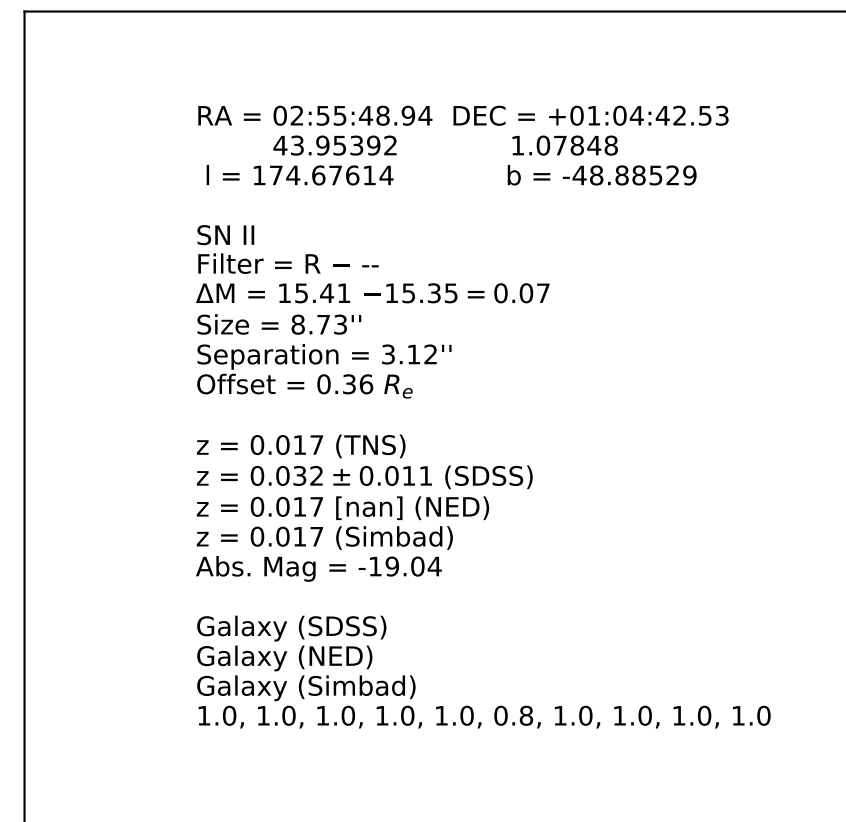 RA = 02:55:48.94  DEC = +01:04:42.53
43.95392 1.07848
l = 174.67614 b = -48.88529
SN II
Filter = R − --
ΔM = 15.41 −15.35 = 0.07
Size = 8.73''
Separation = 3.12''
Offset = 0.36 Re
z = 0.017 (TNS)
z = 0.032 ± 0.011 (SDSS)
z = 0.017 [nan] (NED)
z = 0.017 (Simbad)
Abs. Mag = -19.04
Galaxy (SDSS)
Galaxy (NED)
Galaxy (Simbad)
1.0, 1.0, 1.0, 1.0, 1.0, 0.8, 1.0, 1.0, 1.0, 1.0